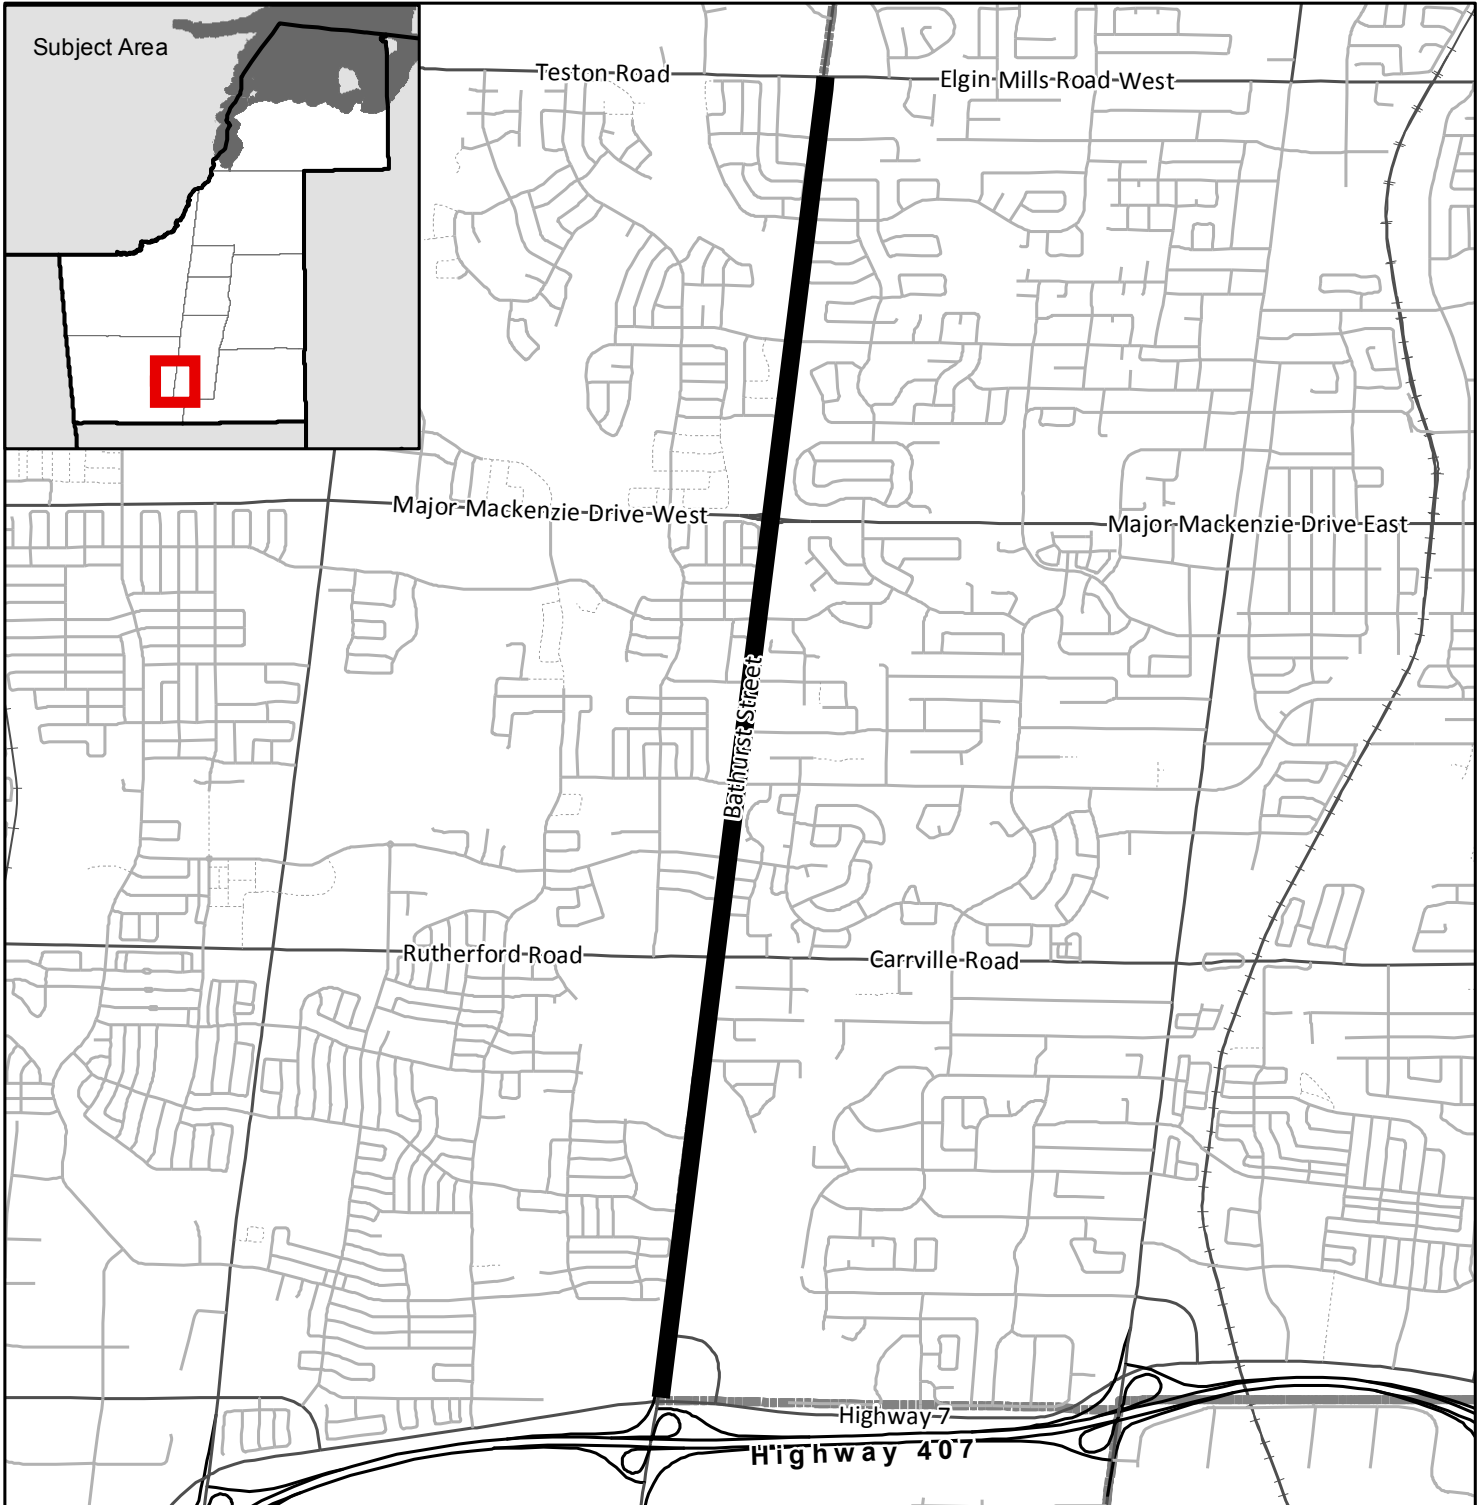 Subject Area
Teston Road
Elgin Mills Road West
Major Mackenzie Drive West
Major Mackenzie Drive East
Bathurst Street
Rutherford Road
Carrville Road
Highway 7
Highway 407